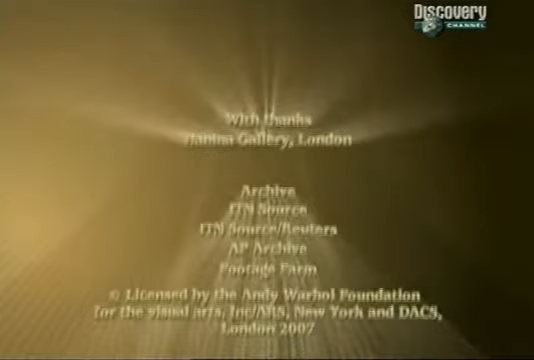 Discovery
CHANNEL
With thanks
Gallery, London
Archive
ITN Source
ITN Source/Reuters
AP Archive
Footage Farm
© Licensed by the Andy Warhol Foundation
for the visual arts, Inc/ARS, New York and DACS,
London 2007